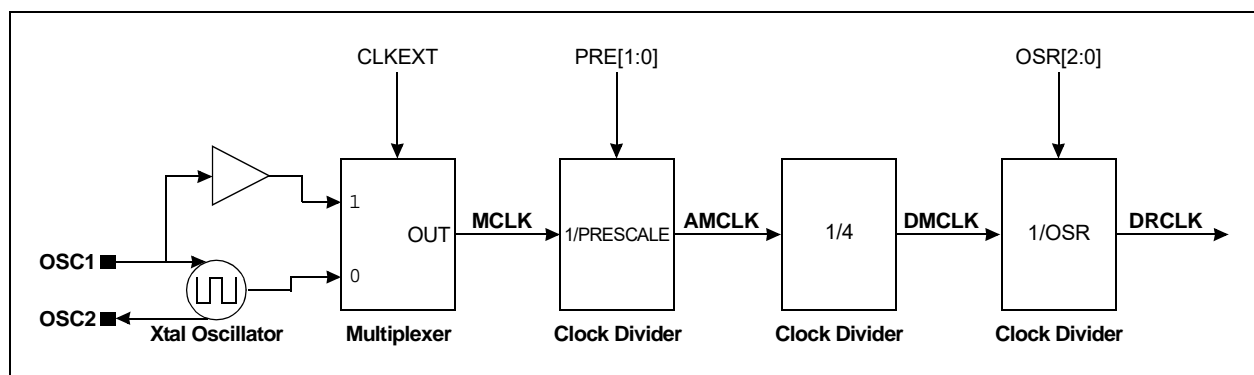 CLKEXT
PRE[1:0]
OSR[2:0]
1
0
OUT
MCLK
1/PRESCALE
AMCLK
1/4
DMCLK
1/OSR
DRCLK
OSC1
OSC2
Xtal Oscillator
Multiplexer
Clock Divider
Clock Divider
Clock Divider